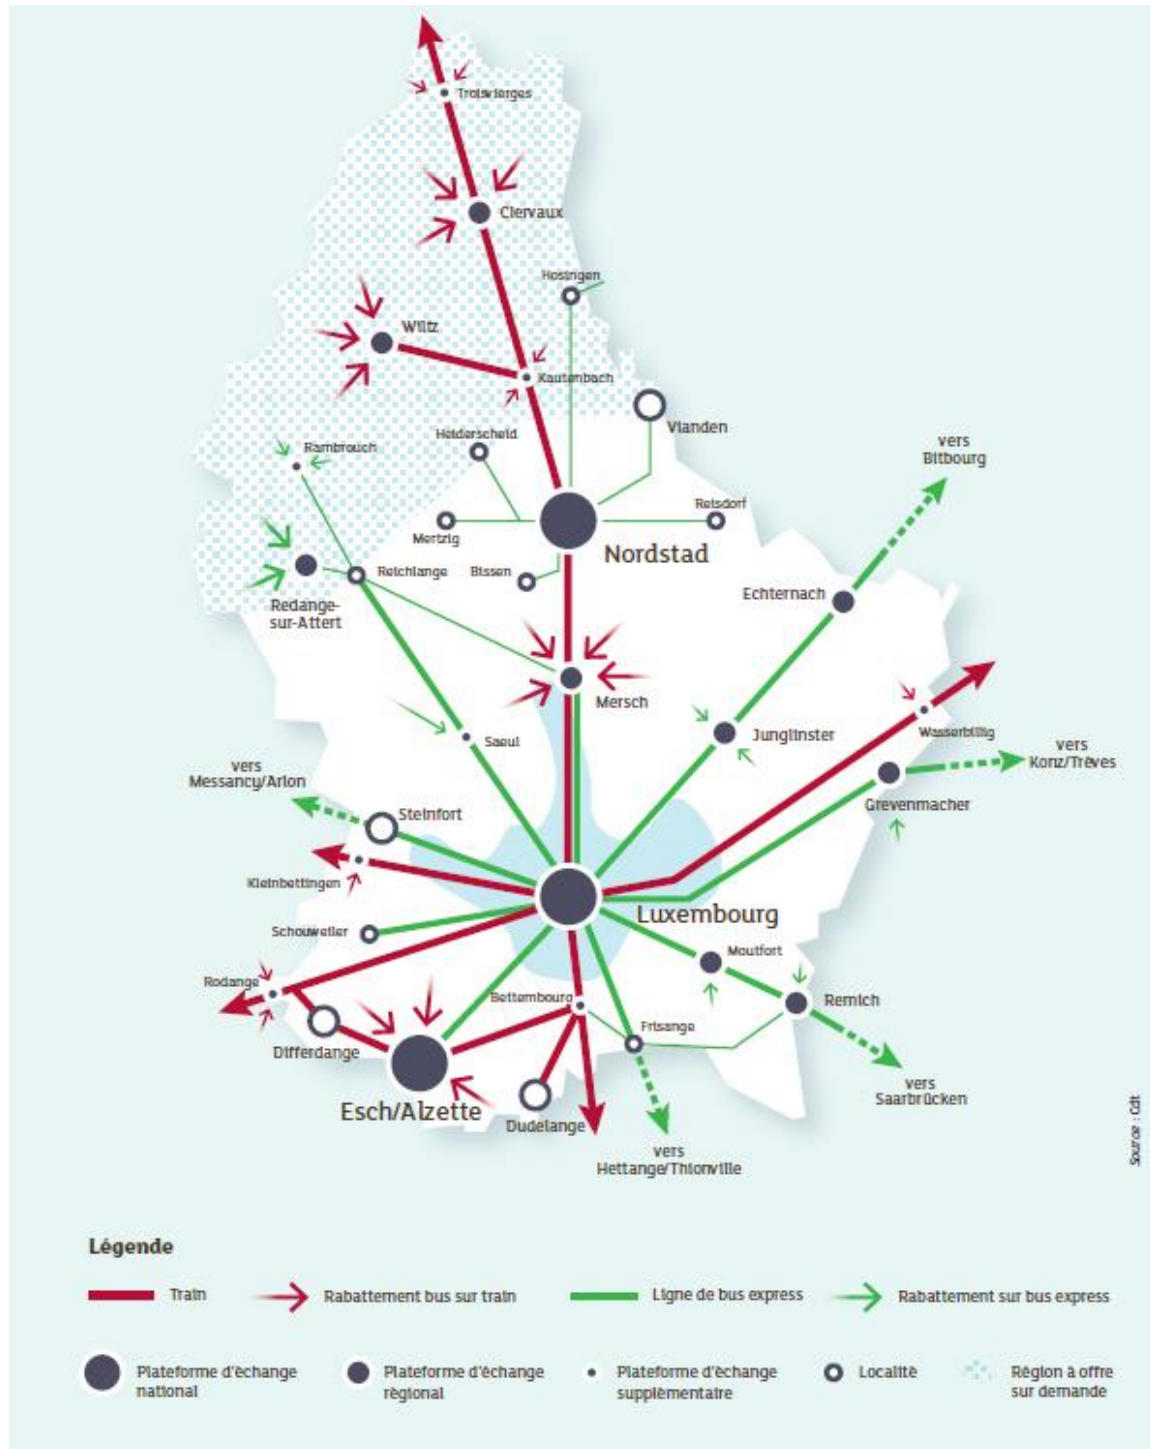 Troisvierges
Clervaux
Hosingen
Wiltz
Kautenbach
Vianden
Heiderscheid
Rambrouch
vers
Bitbourg
Reisdorf
Mertzig
Nordstad
Reichlange
Bissen
Echternach
Redange-
sur-Attert
Mersch
Wasserbillig
Junglinster
Saeul
vers
Konz/Trèves
vers
Messancy/Arlon
Grevenmacher
Steinfort
Kleinbettingen
Luxembourg
Schouweiler
Moutfort
Rodange
Bettembourg
Remich
Frisange
Differdange
Esch/Alzette
Dudelange
vers
Saarbrücken
vers
Hettange/Thionville
Source : Cdt
Légende
Train
Rabattement bus sur train
Ligne de bus express
Rabattement sur bus express
Plateforme d'échange
national
Plateforme d'échange
régional
Plateforme d'échange
supplémentaire
Localité
Région à offre
sur demande